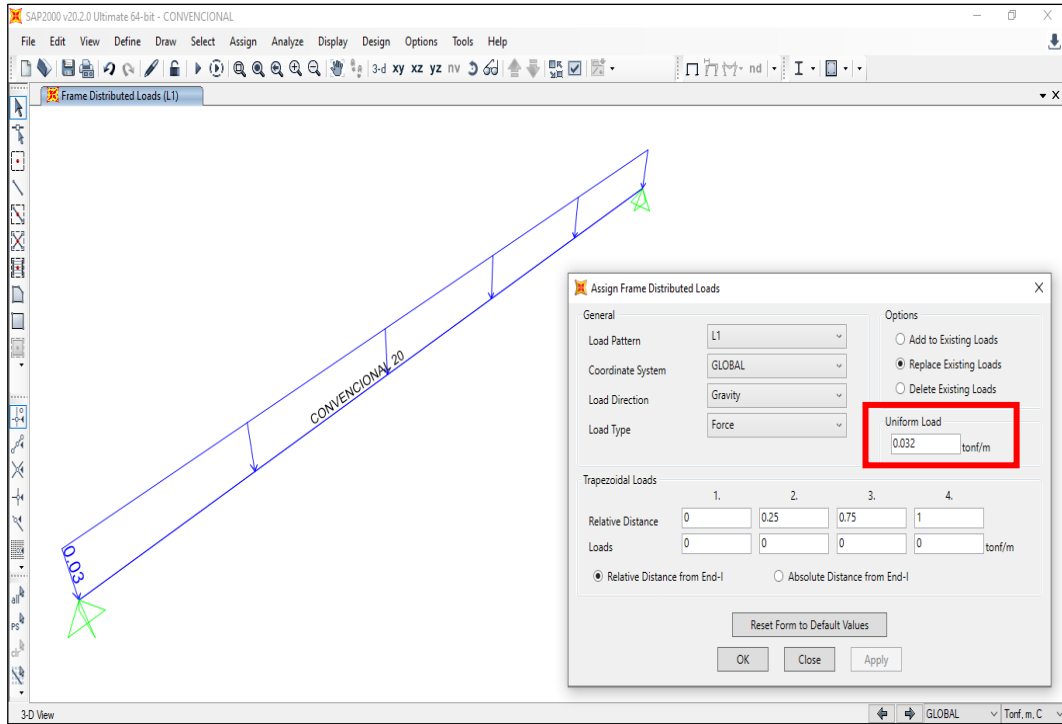 SAP2000 v20.2.0 Ultimate 64-bit - CONVENCIONAL
File Edit View Define Draw Select Assign Analyze Display Design Options Tools Help
3-d xy xz yz nv nd
Frame Distributed Loads (L1)
CONVENCIONAL 20
0.03
Assign Frame Distributed Loads
General
Load Pattern L1
Coordinate System GLOBAL
Load Direction Gravity
Load Type Force
Options
Add to Existing Loads
Replace Existing Loads
Delete Existing Loads
Uniform Load
0.032 tonf/m
Trapezoidal Loads
1. 2. 3. 4.
Relative Distance 0 0.25 0.75 1
Loads 0 0 0 0 tonf/m
Relative Distance from End-I Absolute Distance from End-I
Reset Form to Default Values
OK Close Apply
all
PS
clr
3-D View GLOBAL Tonf, m, C